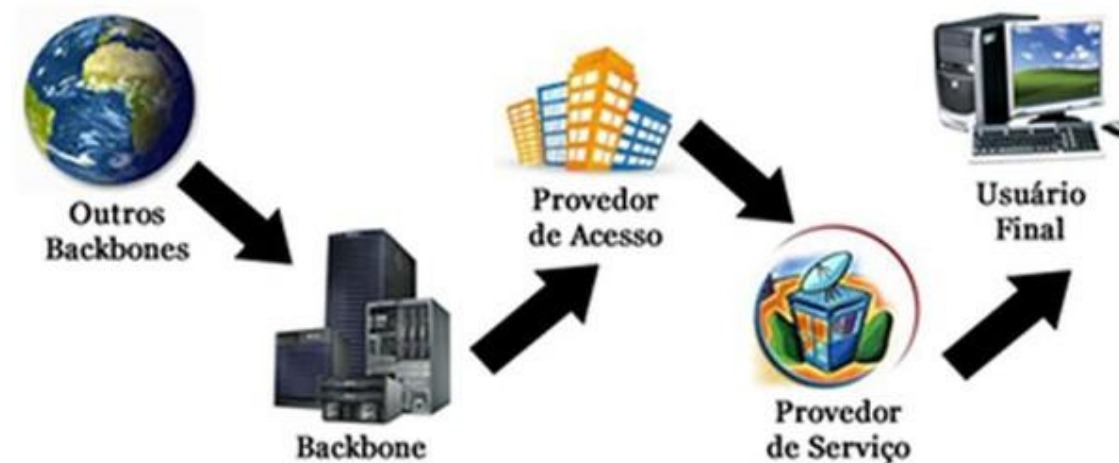 Outros
Backbones
Backbone
Provedor
de Acesso
Provedor
de Serviço
Usuário
Final